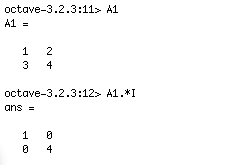 octave-3.2.3:11> A1
A1 =
1 2
3 4
octave-3.2.3:12> A1.*I
ans =
1 0
0 4